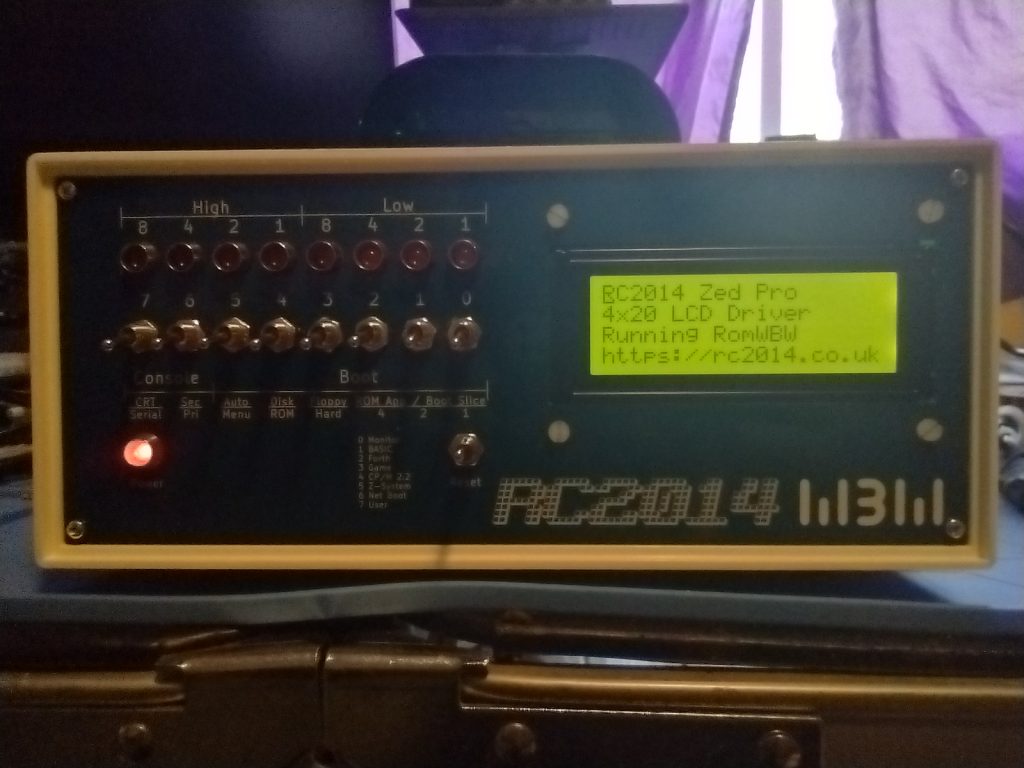 High Low
8 4 2 1 8 4 2 1
7 6 5 4 3 2 1 0
Console Boot
CRT Sec Auto Disk Floppy ROM App / Boot Slice
Serial Pri Menu ROM Hard 4 2 1
0 Monitor
1 BASIC
2 Forth
3 Game
4 CP/M 2.2
5 Z-System
6 Net Boot
7 User
Power
Reset
RC2014 Zed Pro
4x20 LCD Driver
Running RomWBW
https://rc2014.co.uk
RC2014 WBW